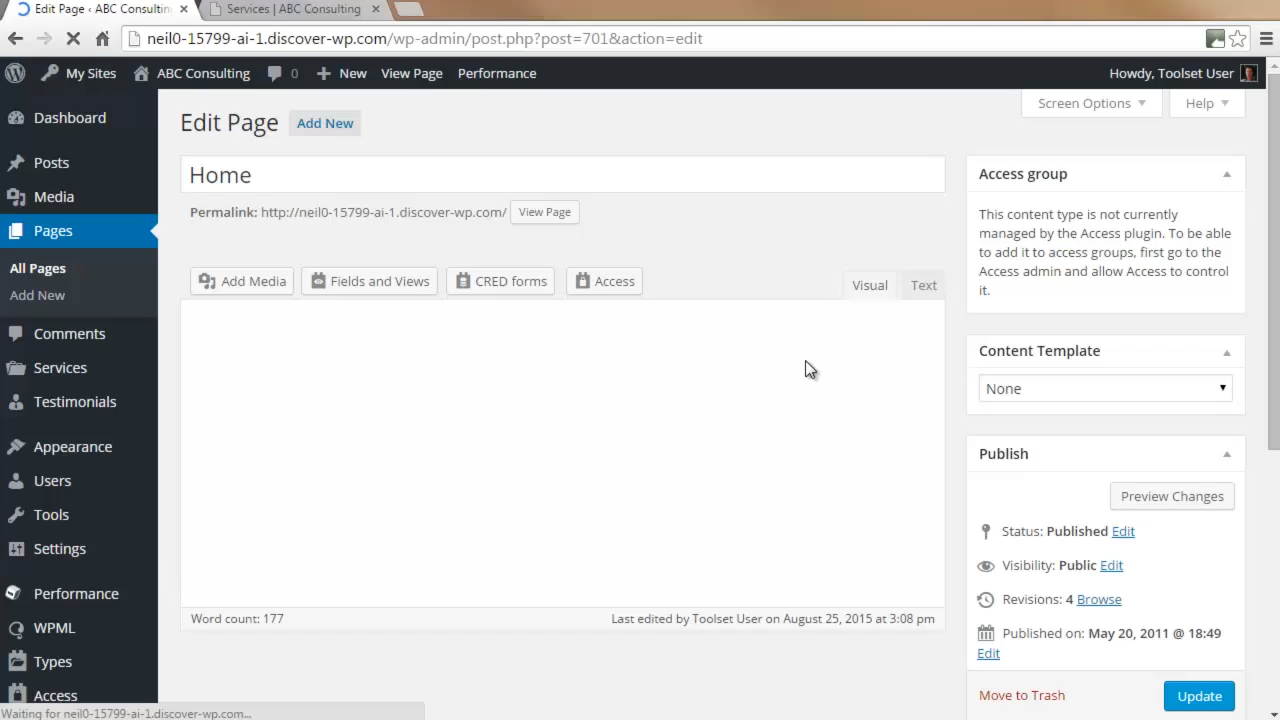 Edit Page ‹ ABC Consultin
Services | ABC Consulting
neil0-15799-ai-1.discover-wp.com/wp-admin/post.php?post=701&action=edit
My Sites
ABC Consulting
0
New
View Page
Performance
Howdy, Toolset User
Dashboard
Posts
Media
Pages
All Pages
Add New
Comments
Services
Testimonials
Appearance
Users
Tools
Settings
Performance
WPML
Types
Access
Edit Page
Add New
Screen Options
Help
Home
Permalink: http://neil0-15799-ai-1.discover-wp.com/ View Page
Add Media
Fields and Views
CRED forms
Access
Visual
Text
Word count: 177
Last edited by Toolset User on August 25, 2015 at 3:08 pm
Access group
This content type is not currently
managed by the Access plugin. To be able
to add it to access groups, first go to the
Access admin and allow Access to control
it.
Content Template
None
Publish
Preview Changes
Status: Published Edit
Visibility: Public Edit
Revisions: 4 Browse
Published on: May 20, 2011 @ 18:49
Edit
Move to Trash
Update
Waiting for neil0-15799-ai-1.discover-wp.com...